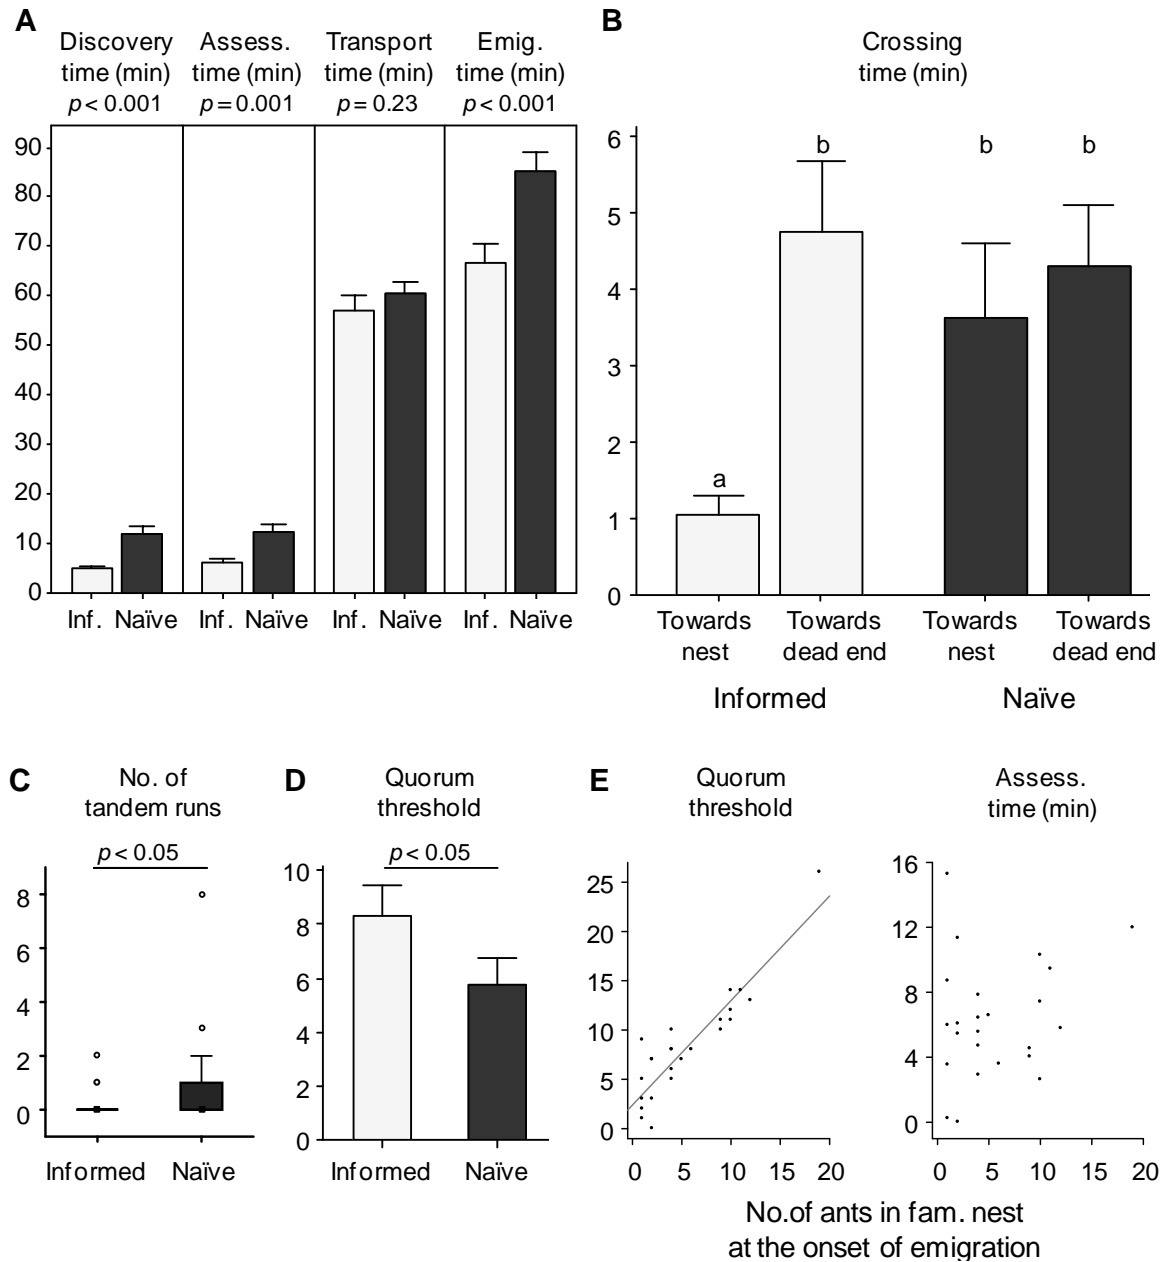 A
Discovery time (min) p < 0.001
Assess. time (min) p = 0.001
Transport time (min) p = 0.23
Emig. time (min) p < 0.001
90
80
70
60
50
40
30
20
10
0
Inf. Naïve Inf. Naïve Inf. Naïve Inf. Naïve
B
Crossing
time (min)
6
5
4
3
2
1
0
b
b
b
a
Towards nest
Towards dead end
Towards nest
Towards dead end
Informed
Naïve
C
No. of
tandem runs
p < 0.05
8
6
4
2
0
Informed Naïve
D
Quorum
threshold
p < 0.05
10
8
6
4
2
0
Informed Naïve
E
Quorum
threshold
25
20
15
10
5
0
0 5 10 15 20
Assess.
time (min)
16
12
8
4
0
0 5 10 15 20
No.of ants in fam. nest
at the onset of emigration